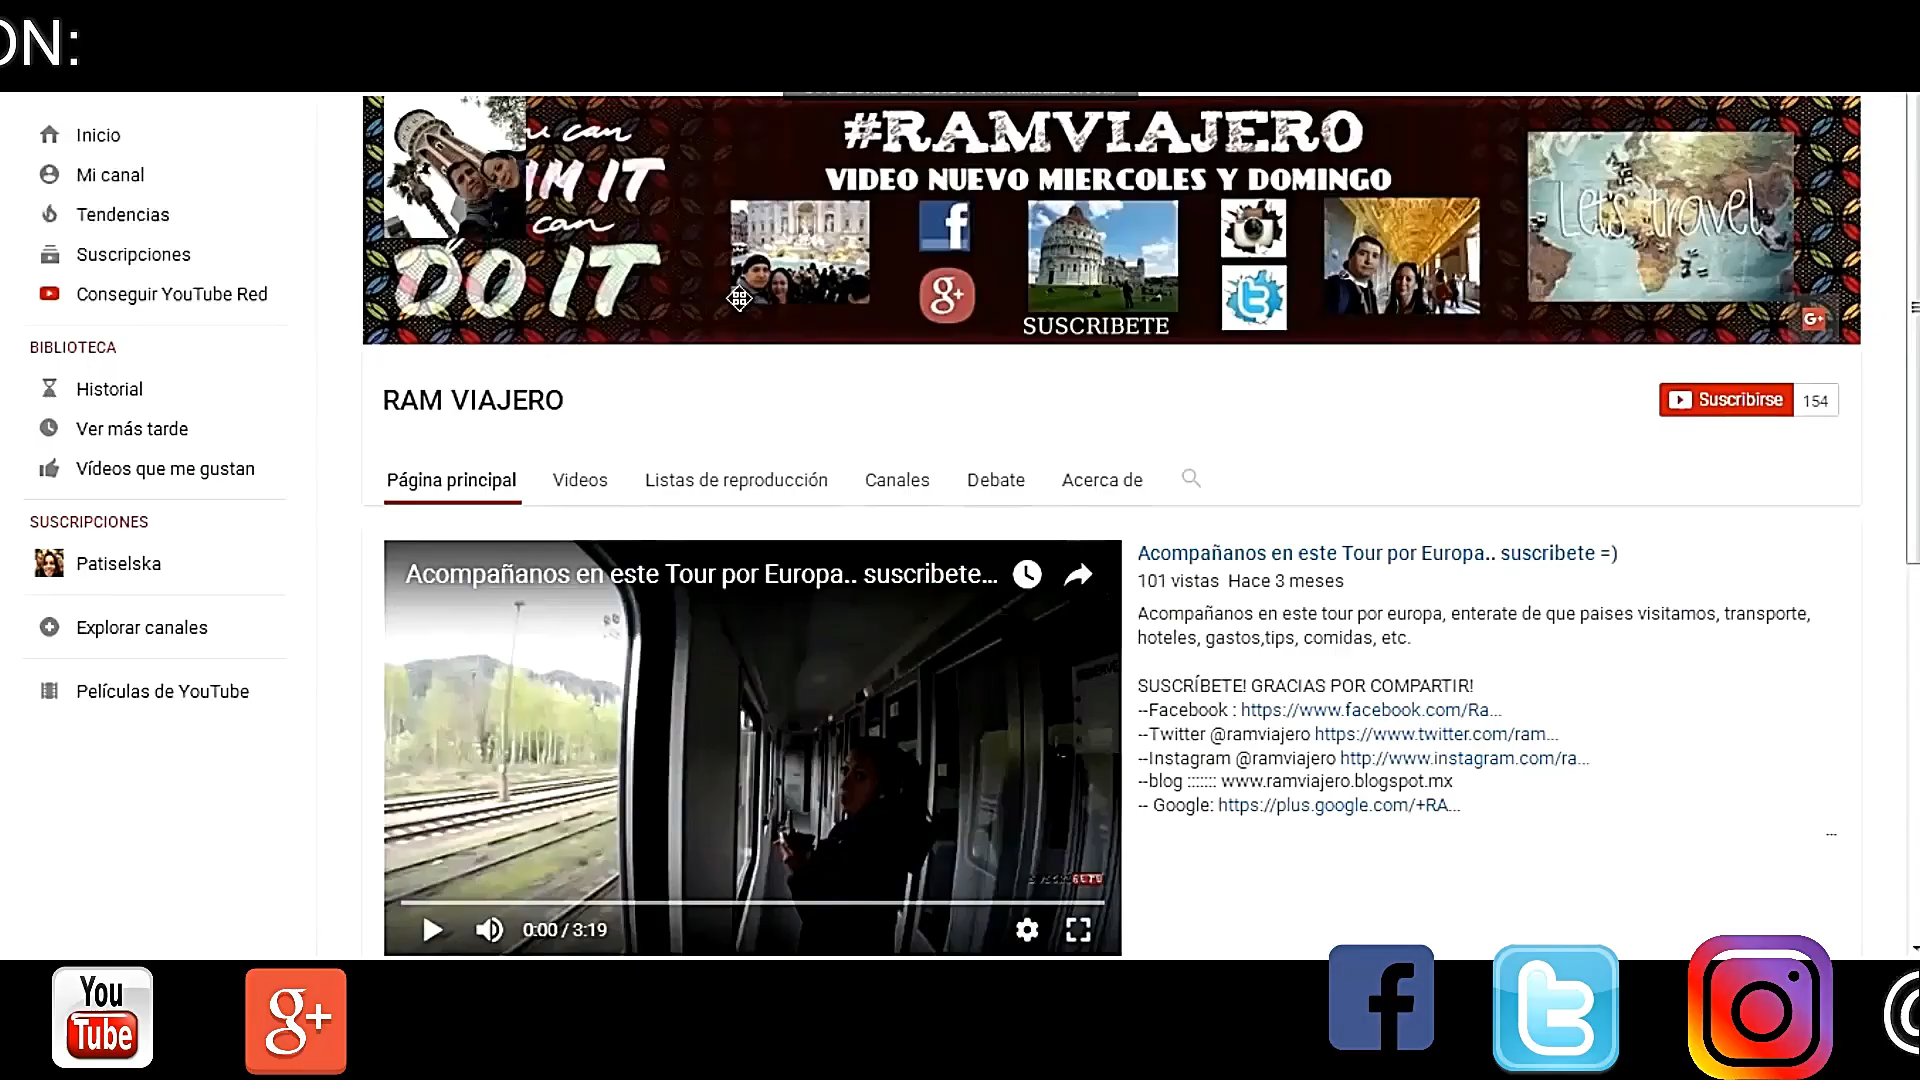 ON:
Inicio
Mi canal
Tendencias
Suscripciones
Conseguir YouTube Red
BIBLIOTECA
Historial
Ver más tarde
Vídeos que me gustan
SUSCRIPCIONES
Patiselska
Explorar canales
Películas de YouTube
can
IM IT
can
DO IT
#RAMVIAJERO
VIDEO NUEVO MIERCOLES Y DOMINGO
f
g+
SUSCRIBETE
Let's travel
G+
RAM VIAJERO
Suscribirse 154
Página principal Videos Listas de reproducción Canales Debate Acerca de
Acompañanos en este Tour por Europa.. suscribete...
0:00 / 3:19
Acompañanos en este Tour por Europa.. suscribete =)
101 vistas Hace 3 meses
Acompañanos en este tour por europa, enterate de que paises visitamos, transporte,
hoteles, gastos,tips, comidas, etc.
SUSCRÍBETE! GRACIAS POR COMPARTIR!
--Facebook : https://www.facebook.com/Ra...
--Twitter @ramviajero https://www.twitter.com/ram...
--Instagram @ramviajero http://www.instagram.com/ra...
--blog ::::::: www.ramviajero.blogspot.mx
-- Google: https://plus.google.com/+RA...
...
You
Tube
g+
f
t